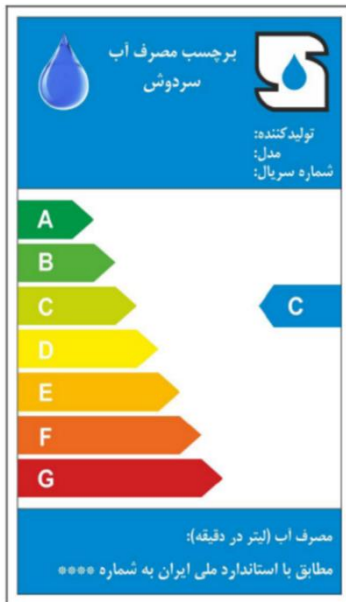 برچسب مصرف آب
سردوش
تولیدکننده:
مدل:
شماره سریال:
A
B
C
C
D
E
F
G
مصرف آب (لیتر در دقیقه):
مطابق با استاندارد ملی ایران به شماره ●●●●